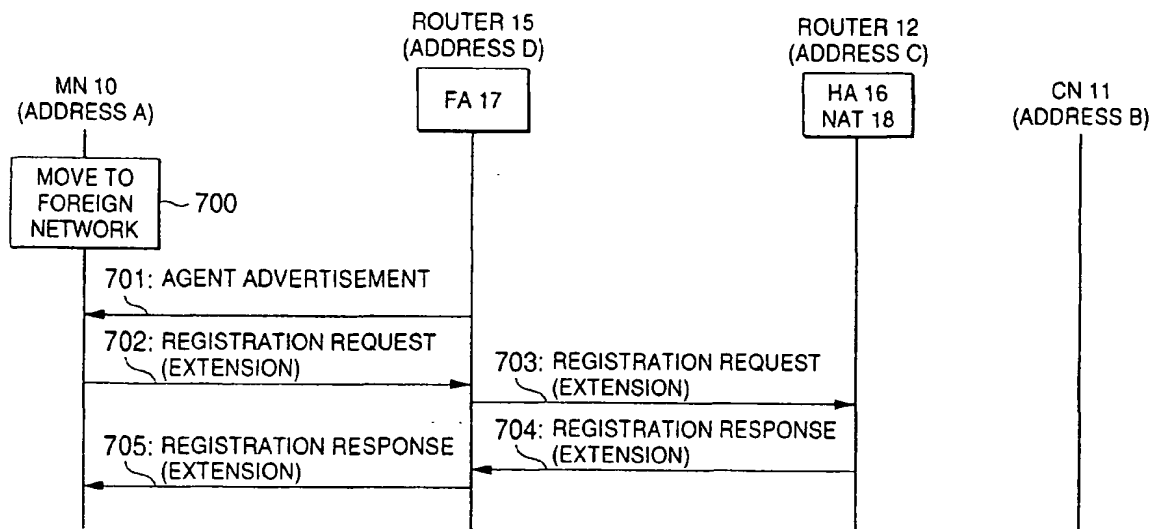 ROUTER 15
(ADDRESS D)
ROUTER 12
(ADDRESS C)
MN 10
(ADDRESS A)
FA 17
HA 16
NAT 18
CN 11
(ADDRESS B)
MOVE TO
FOREIGN
NETWORK
700
701: AGENT ADVERTISEMENT
702: REGISTRATION REQUEST
(EXTENSION)
703: REGISTRATION REQUEST
(EXTENSION)
704: REGISTRATION RESPONSE
(EXTENSION)
705: REGISTRATION RESPONSE
(EXTENSION)